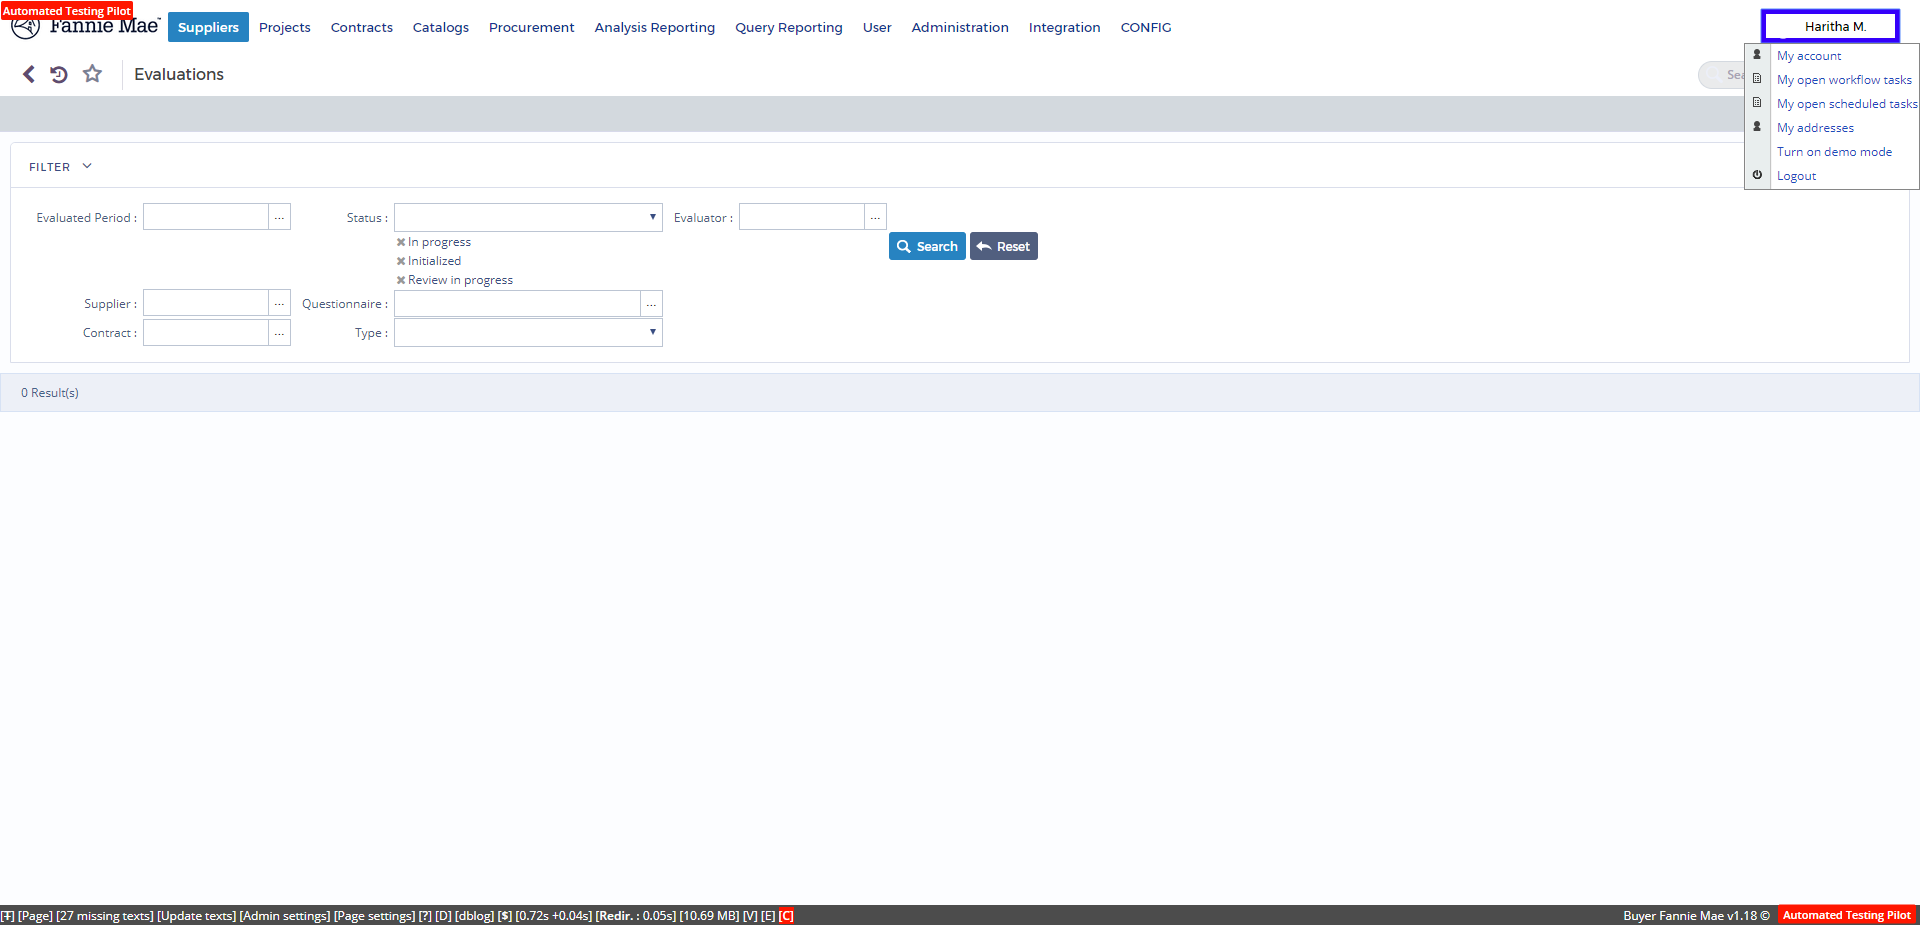 Automated Testing Pilot
Fannie Mae
Suppliers Projects Contracts Catalogs Procurement Analysis Reporting Query Reporting User Administration Integration CONFIG
Haritha M.
My account
My open workflow tasks
My open scheduled tasks
My addresses
Turn on demo mode
Logout
Evaluations
Sea
FILTER
Evaluated Period : ... Status : Evaluator : ...
In progress
Initialized
Review in progress
Search Reset
Supplier : ... Questionnaire : ...
Contract : ... Type :
0 Result(s)
[T] [Page] [27 missing texts] [Update texts] [Admin settings] [Page settings] [?] [D] [dblog] [$] [0.72s +0.04s] [Redir. : 0.05s] [10.69 MB] [V] [E] [C]
Buyer Fannie Mae v1.18 © Automated Testing Pilot